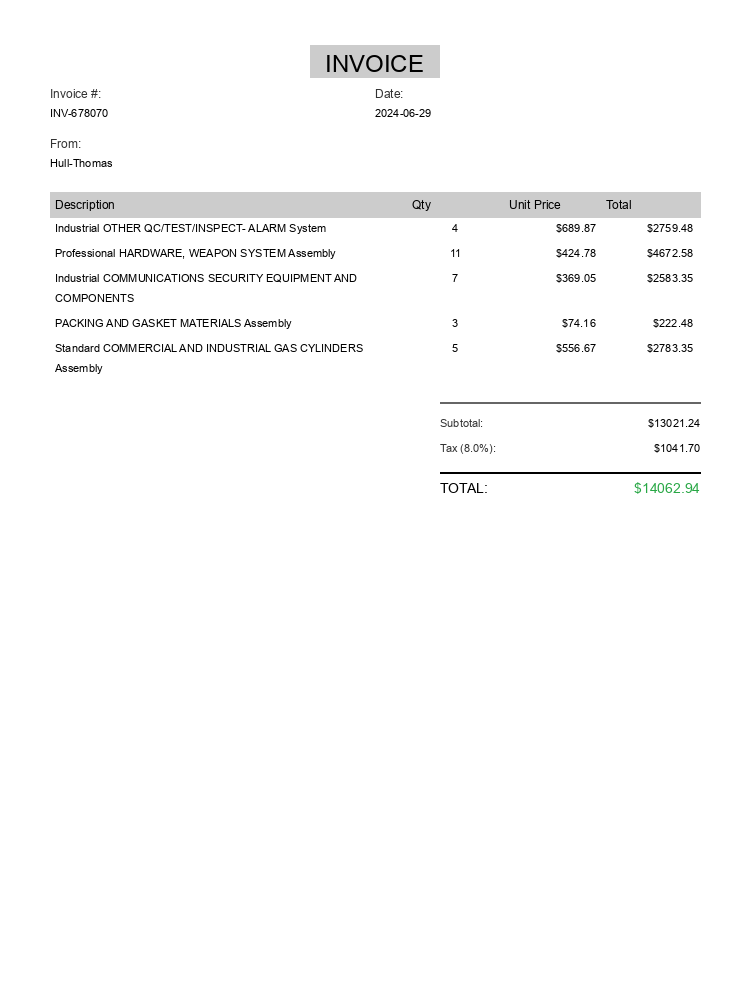 INVOICE
Invoice #: Date:
INV-678070 2024-06-29
From:
Hull-Thomas
Description Qty Unit Price Total
Industrial OTHER QC/TEST/INSPECT- ALARM System 4 $689.87 $2759.48
Professional HARDWARE, WEAPON SYSTEM Assembly 11 $424.78 $4672.58
Industrial COMMUNICATIONS SECURITY EQUIPMENT AND 7 $369.05 $2583.35
COMPONENTS
PACKING AND GASKET MATERIALS Assembly 3 $74.16 $222.48
Standard COMMERCIAL AND INDUSTRIAL GAS CYLINDERS 5 $556.67 $2783.35
Assembly
Subtotal: $13021.24
Tax (8.0%): $1041.70
TOTAL: $14062.94